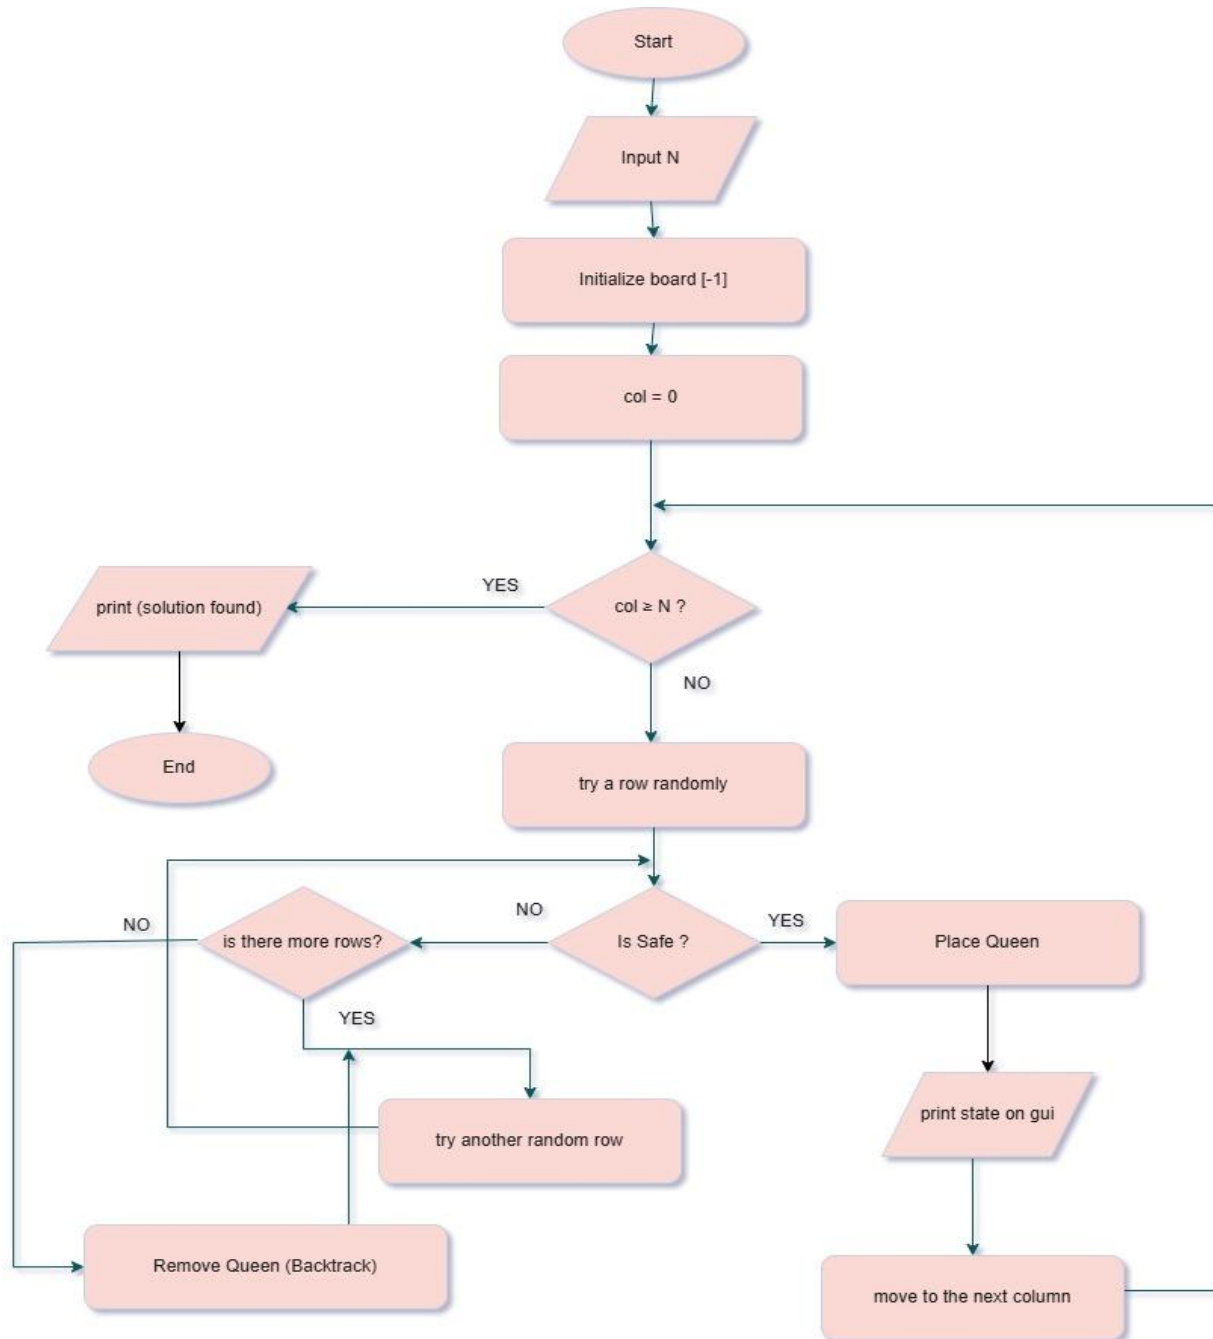 Start
Input N
Initialize board [-1]
col = 0
col ≥ N ?
YES
print (solution found)
End
NO
try a row randomly
Is Safe ?
NO
is there more rows?
NO
YES
YES
Place Queen
print state on gui
try another random row
Remove Queen (Backtrack)
move to the next column